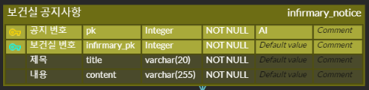 보건실 공지사항 infirmary_notice
공지 번호 pk Integer NOT NULL AI Comment
보건실 번호 infirmary_pk Integer NOT NULL Default value Comment
제목 title varchar(20) NOT NULL Default value Comment
내용 content varchar(255) NOT NULL Default value Comment